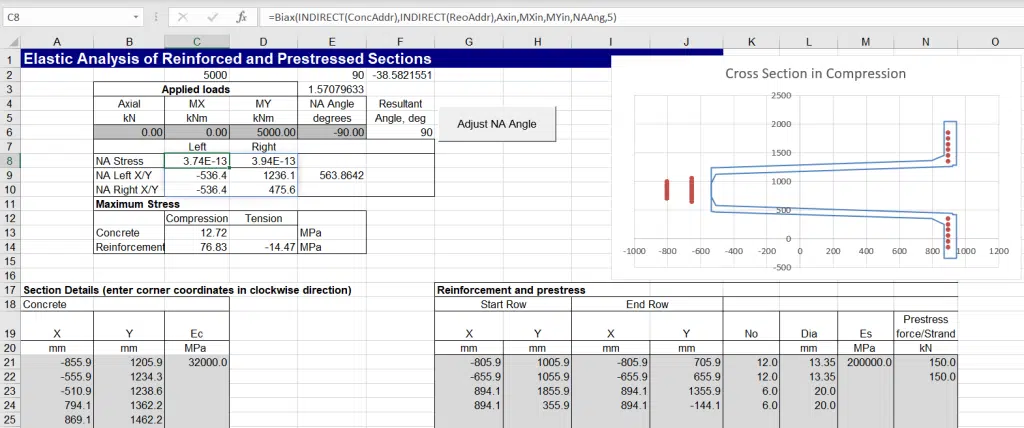 C8 fx =Biax(INDIRECT(ConcAddr),INDIRECT(ReoAddr),Axin,MXin,MYin,NAAng,5)
A B C D E F G H I J K L M N O
1 Elastic Analysis of Reinforced and Prestressed Sections
2 5000 90 -38.5821551
3 Applied loads 1.57079633
4 Axial MX MY NA Angle Resultant
5 kN kNm kNm degrees Angle, deg
6 0.00 0.00 5000.00 -90.00 90
Adjust NA Angle
7 Left Right
8 NA Stress 3.74E-13 3.94E-13
9 NA Left X/Y -536.4 1236.1 563.8642
10 NA Right X/Y -536.4 475.6
11 Maximum Stress
12 Compression Tension
13 Concrete 12.72 MPa
14 Reinforcement 76.83 -14.47 MPa
15
16
Cross Section in Compression
2500
2000
1500
1000
500
0
-1000 -800 -600 -400 -200 0 200 400 600 800 1000 1200
-500
17 Section Details (enter corner coordinates in clockwise direction) Reinforcement and prestress
18 Concrete Start Row End Row
Prestress
19 X Y Ec X Y X Y No Dia Es force/Strand
20 mm mm MPa mm mm mm mm mm MPa kN
21 -855.9 1205.9 32000.0 -805.9 1005.9 -805.9 705.9 12.0 13.35 200000.0 150.0
22 -555.9 1234.3 -655.9 1055.9 -655.9 655.9 12.0 13.35 150.0
23 -510.9 1238.6 894.1 1855.9 894.1 1355.9 6.0 20.0
24 794.1 1362.2 894.1 355.9 894.1 -144.1 6.0 20.0
25 869.1 1462.2